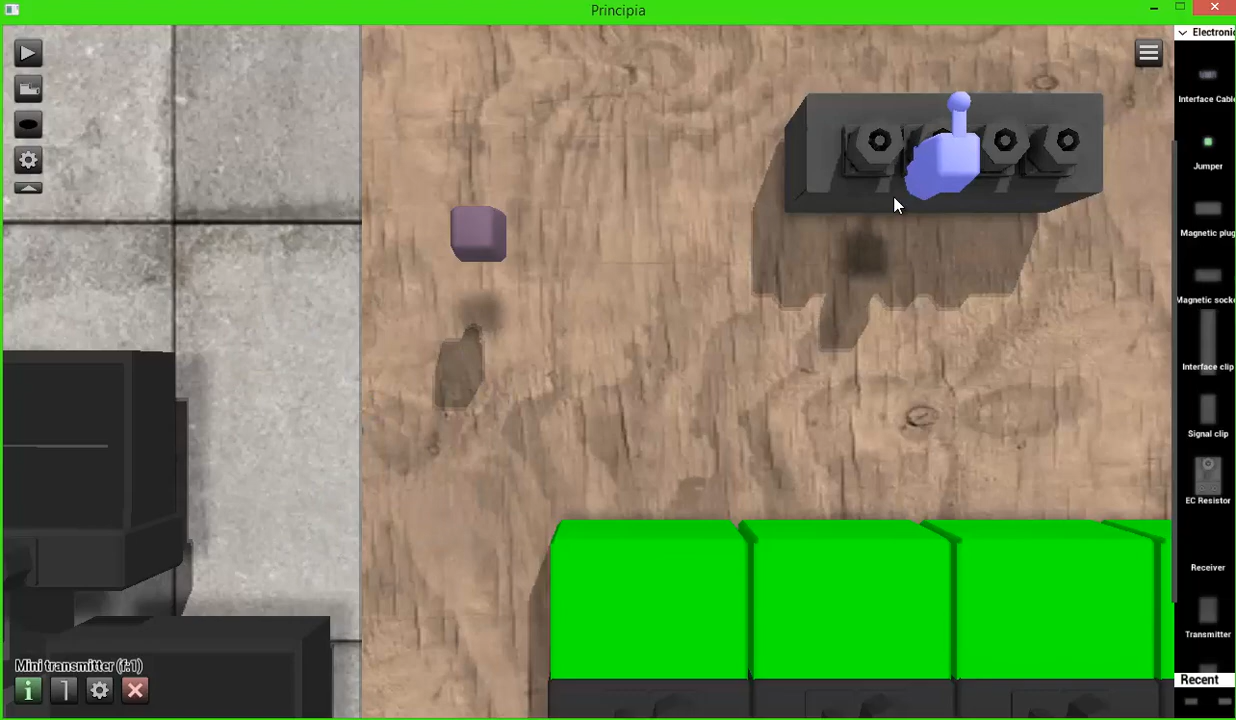 Principia
Electronic
Interface Cable
Jumper
Magnetic plug
Magnetic socke
Interface clip
Signal clip
EC Resistor
Receiver
Transmitter
Mini transmitter (f:1)
Recent